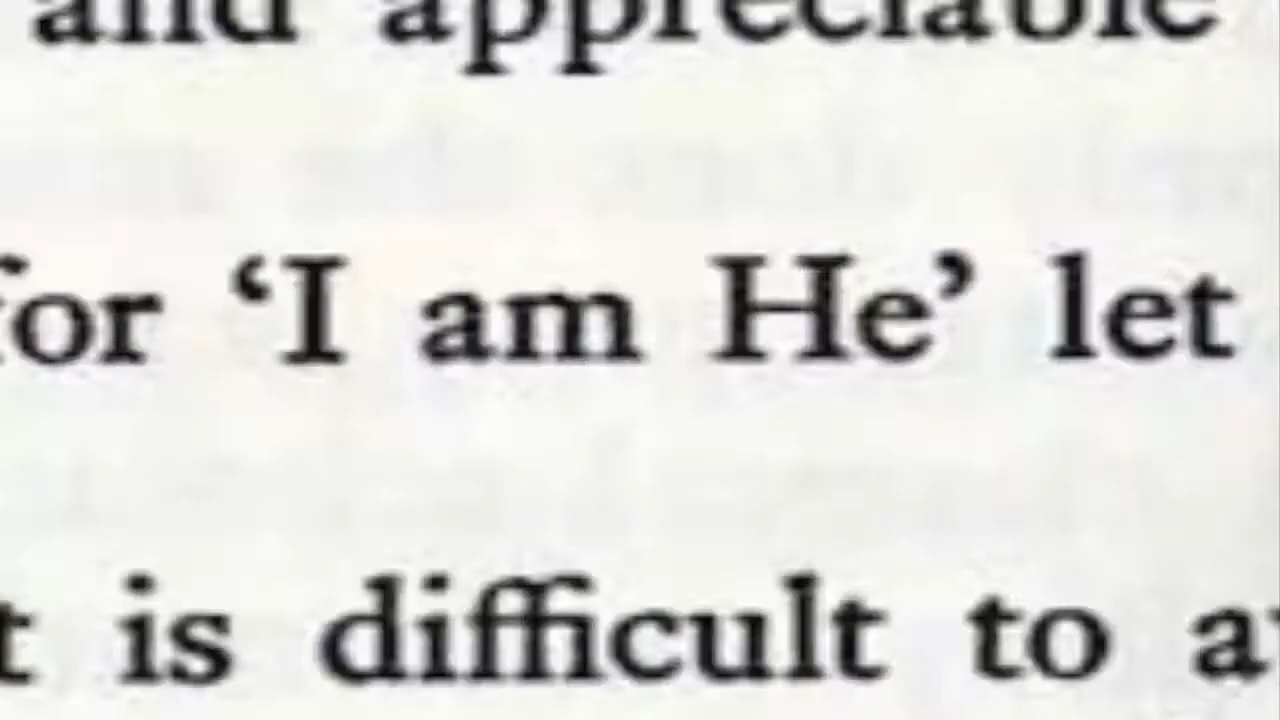 and appreciable
for ‘I am He’ let
is difficult to